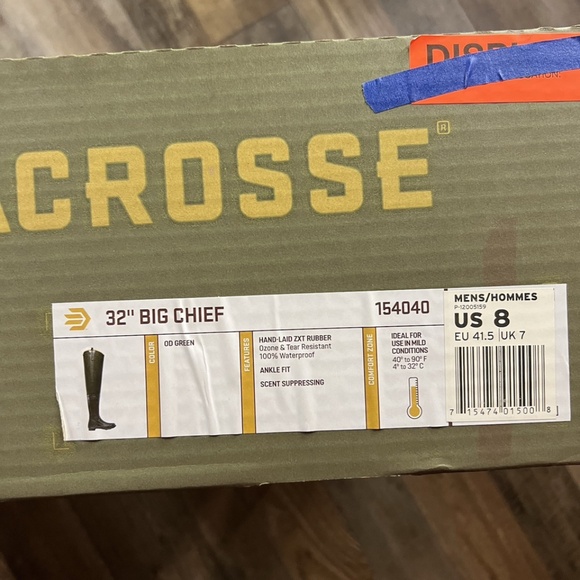 ACROSSE®
32" BIG CHIEF
154040
COLOR
OD GREEN
FEATURES
HAND-LAID ZXT RUBBER
Ozone & Tear Resistant
100% Waterproof
ANKLE FIT
SCENT SUPPRESSING
COMFORT ZONE
IDEAL FOR
USE IN MILD
CONDITIONS
40° to 90° F
4° to 32° C
MENS/HOMMES
P-12005159
US 8
EU 41.5 | UK 7
7 15474 01500 8